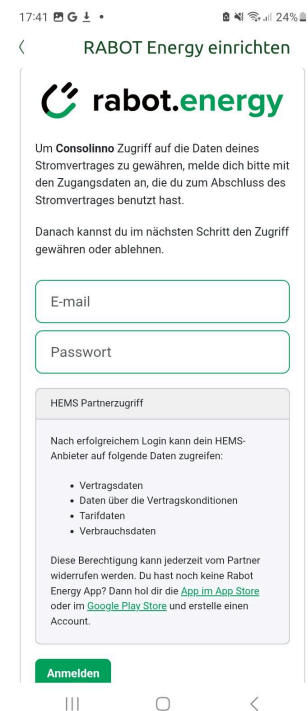 17:41 24%
RABOT Energy einrichten
rabot.energy
Um Consolinno Zugriff auf die Daten deines
Stromvertrages zu gewähren, melde dich bitte mit
den Zugangsdaten an, die du zum Abschluss des
Stromvertrages benutzt hast.
Danach kannst du im nächsten Schritt den Zugriff
gewähren oder ablehnen.
E-mail
Passwort
HEMS Partnerzugriff
Nach erfolgreichem Login kann dein HEMS-
Anbieter auf folgende Daten zugreifen:
• Vertragsdaten
• Daten über die Vertragskonditionen
• Tarifdaten
• Verbrauchsdaten
Diese Berechtigung kann jederzeit vom Partner
widerrufen werden. Du hast noch keine Rabot
Energy App? Dann hol dir die App im App Store
oder im Google Play Store und erstelle einen
Account.
Anmelden